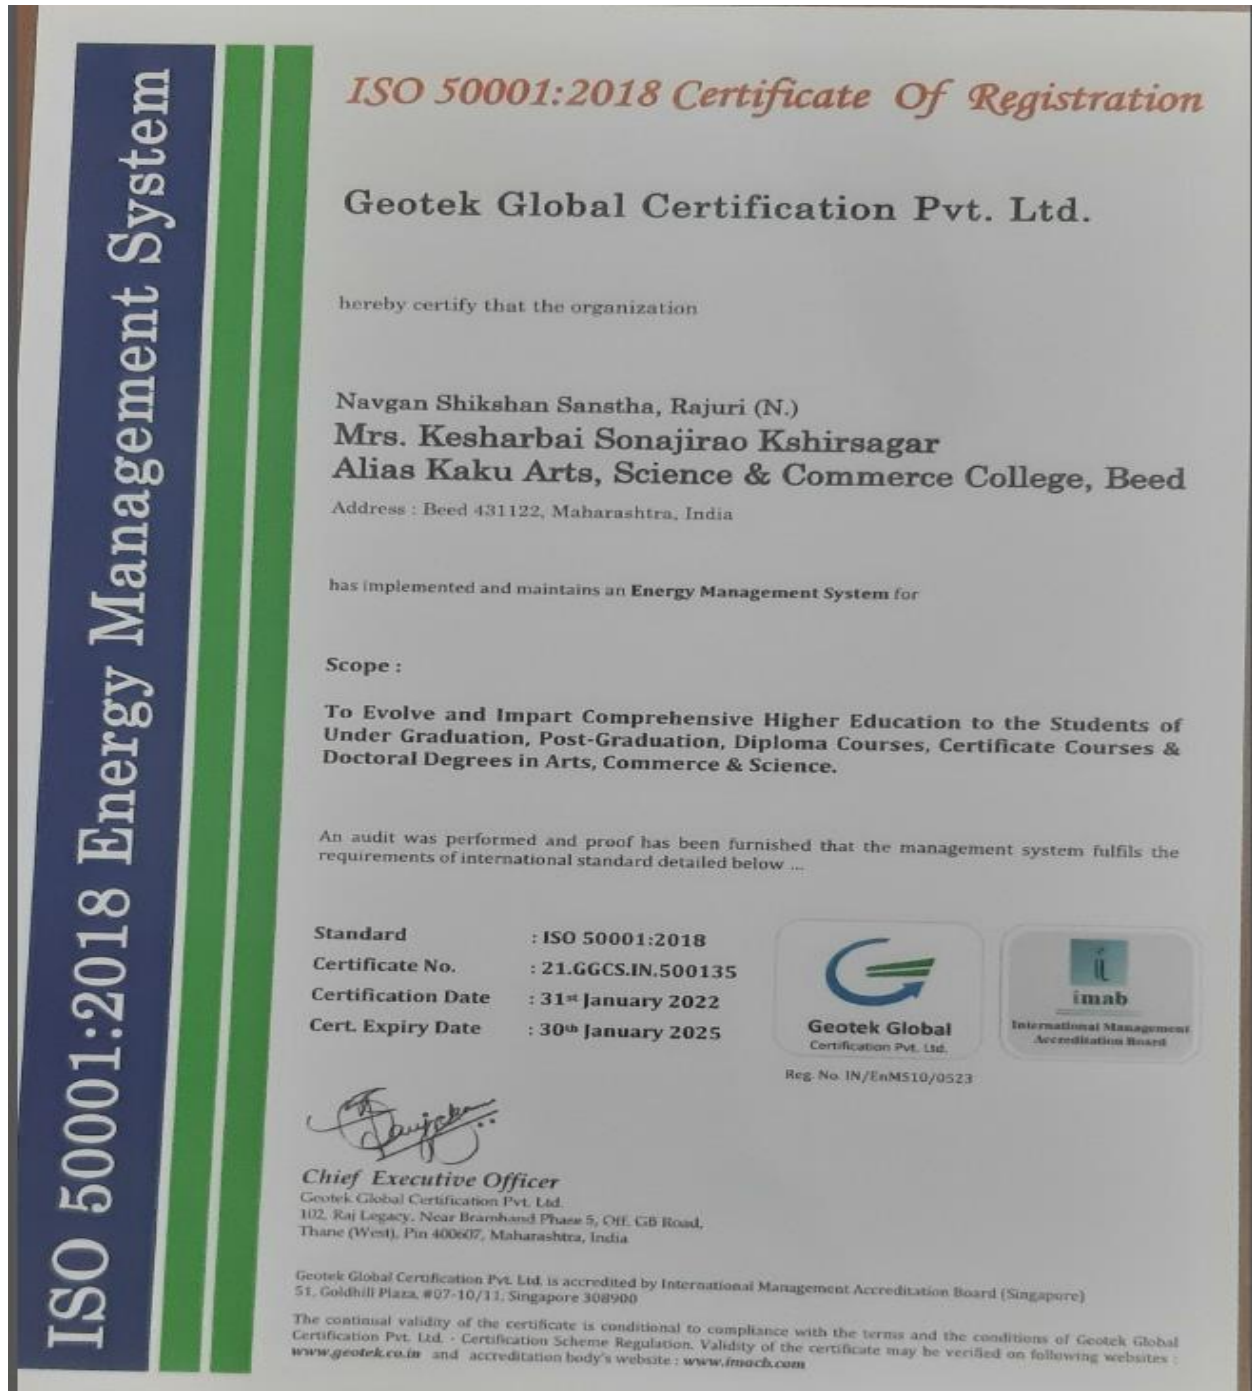 ISO 50001:2018 Energy Management System
ISO 50001:2018 Certificate Of Registration
Geotek Global Certification Pvt. Ltd.
hereby certify that the organization
Navgan Shikshan Sanstha, Rajuri (N.)
Mrs. Kesharbai Sonajirao Kshirsagar
Alias Kaku Arts, Science & Commerce College, Beed
Address : Beed 431122, Maharashtra, India
has implemented and maintains an Energy Management System for
Scope :
To Evolve and Impart Comprehensive Higher Education to the Students of
Under Graduation, Post-Graduation, Diploma Courses, Certificate Courses &
Doctoral Degrees in Arts, Commerce & Science.
An audit was performed and proof has been furnished that the management system fulfils the
requirements of international standard detailed below ...
Standard : ISO 50001:2018
Certificate No. : 21.GGCS.IN.500135
Certification Date : 31st January 2022
Cert. Expiry Date : 30th January 2025
Geotek Global
Certification Pvt. Ltd.
Reg. No. IN/EnMS10/0523
imab
International Management
Accreditation Board
Chief Executive Officer
Geotek Global Certification Pvt. Ltd.
102, Raj Legacy, Near Bramhand Phase 5, Off. GB Road,
Thane (West), Pin 400607, Maharashtra, India
Geotek Global Certification Pvt. Ltd. is accredited by International Management Accreditation Board (Singapore)
51, Goldhill Plaza, #07-10/11, Singapore 308900
The continual validity of the certificate is conditional to compliance with the terms and the conditions of Geotek Global
Certification Pvt. Ltd. - Certification Scheme Regulation. Validity of the certificate may be verified on following websites :
www.geotek.co.in and accreditation body's website : www.imacb.com